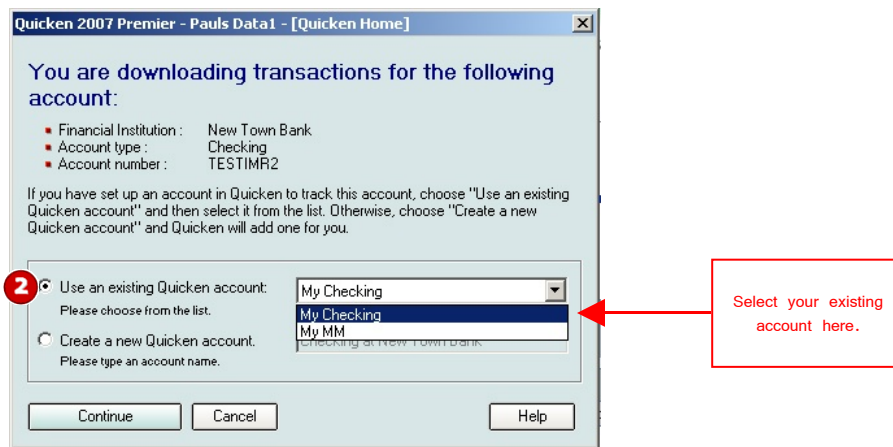 Quicken 2007 Premier - Pauls Data1 - [Quicken Home]
You are downloading transactions for the following
account:
Financial Institution : New Town Bank
Account type : Checking
Account number : TESTIMR2
If you have set up an account in Quicken to track this account, choose "Use an existing
Quicken account" and then select it from the list. Otherwise, choose "Create a new
Quicken account" and Quicken will add one for you.
2 Use an existing Quicken account: My Checking
Please choose from the list.
My Checking
My MM
Create a new Quicken account. Checking at New Town Bank
Please type an account name.
Continue Cancel Help
Select your existing
account here.